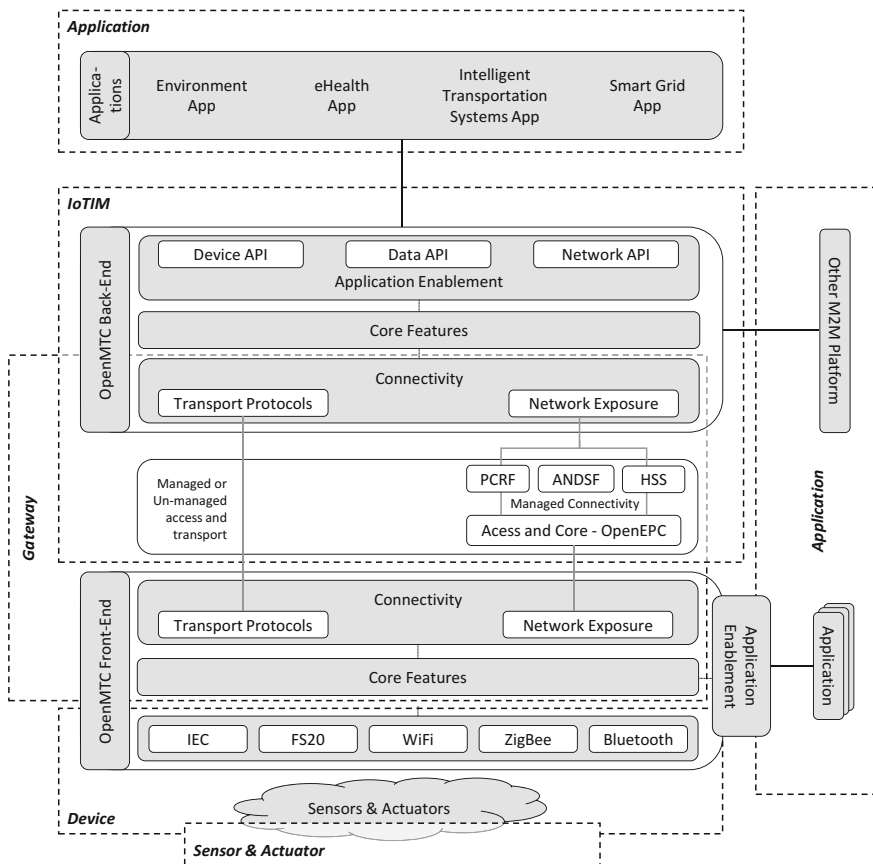 Application
Applica-
tions
Environment
App
eHealth
App
Intelligent
Transportation
Systems App
Smart Grid
App
IoTIM
OpenMTC Back-End
Device API
Data API
Network API
Application Enablement
Core Features
Connectivity
Transport Protocols
Network Exposure
Other M2M Platform
Gateway
Managed or
Un-managed
access and
transport
PCRF
ANDSF
HSS
Managed Connectivity
Acess and Core - OpenEPC
Application
OpenMTC Front-End
Connectivity
Transport Protocols
Network Exposure
Core Features
Application
Enablement
Application
IEC
FS20
WiFi
ZigBee
Bluetooth
Device
Sensors & Actuators
Sensor & Actuator